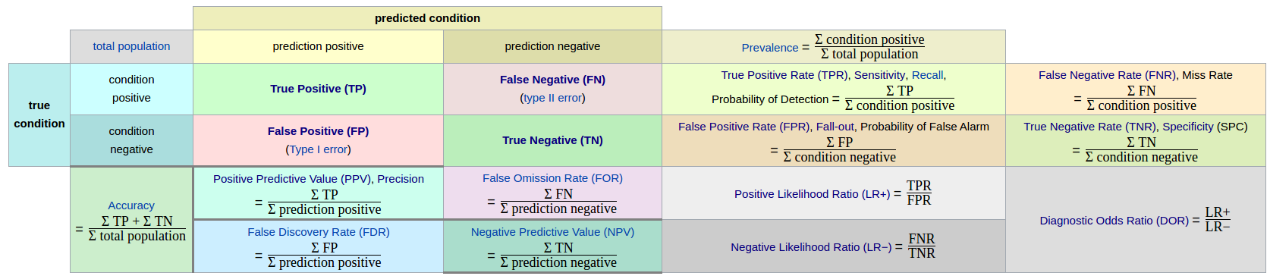 predicted condition
total population
prediction positive
prediction negative
Prevalence = Σ condition positive / Σ total population
true condition
condition positive
True Positive (TP)
False Negative (FN)
(type II error)
True Positive Rate (TPR), Sensitivity, Recall,
Probability of Detection = Σ TP / Σ condition positive
False Negative Rate (FNR), Miss Rate
= Σ FN / Σ condition positive
condition negative
False Positive (FP)
(Type I error)
True Negative (TN)
False Positive Rate (FPR), Fall-out, Probability of False Alarm
= Σ FP / Σ condition negative
True Negative Rate (TNR), Specificity (SPC)
= Σ TN / Σ condition negative
Accuracy
= Σ TP + Σ TN / Σ total population
Positive Predictive Value (PPV), Precision
= Σ TP / Σ prediction positive
False Omission Rate (FOR)
= Σ FN / Σ prediction negative
Positive Likelihood Ratio (LR+) = TPR / FPR
Diagnostic Odds Ratio (DOR) = LR+ / LR−
False Discovery Rate (FDR)
= Σ FP / Σ prediction positive
Negative Predictive Value (NPV)
= Σ TN / Σ prediction negative
Negative Likelihood Ratio (LR−) = FNR / TNR